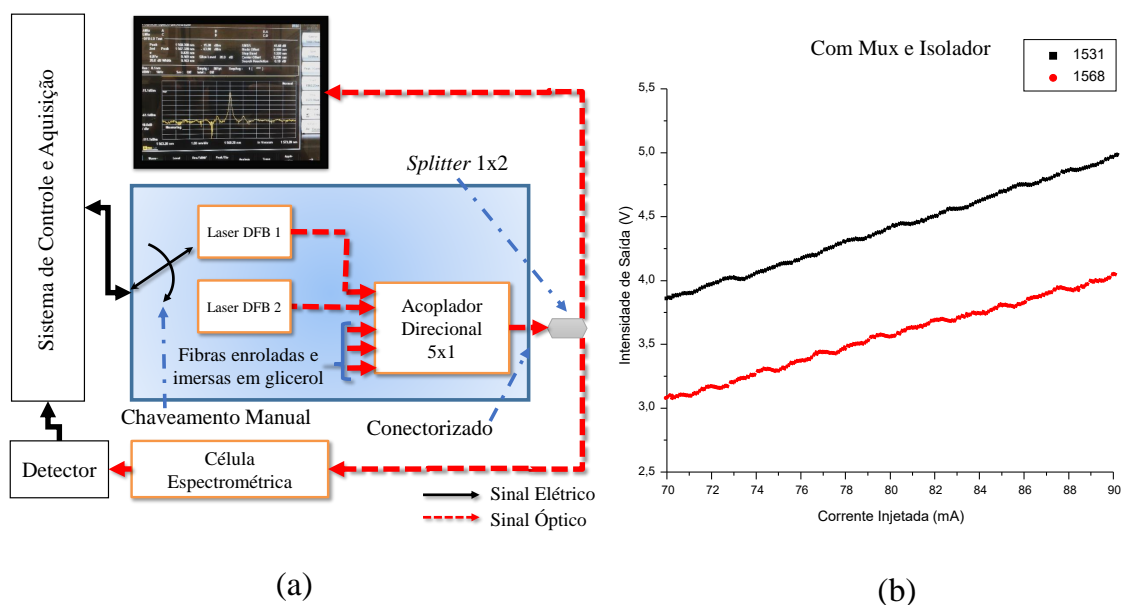 Sistema de Controle e Aquisição
Splitter 1x2
Laser DFB 1
Laser DFB 2
Acoplador
Direcional
5x1
Fibras enroladas e
imersas em glicerol
Chaveamento Manual
Conectorizado
Detector
Célula
Espectrométrica
Sinal Elétrico
Sinal Óptico
(a)
Com Mux e Isolador
1531
1568
Intensidade de Saída (V)
5,5
5,0
4,5
4,0
3,5
3,0
2,5
70 72 74 76 78 80 82 84 86 88 90
Corrente Injetada (mA)
(b)